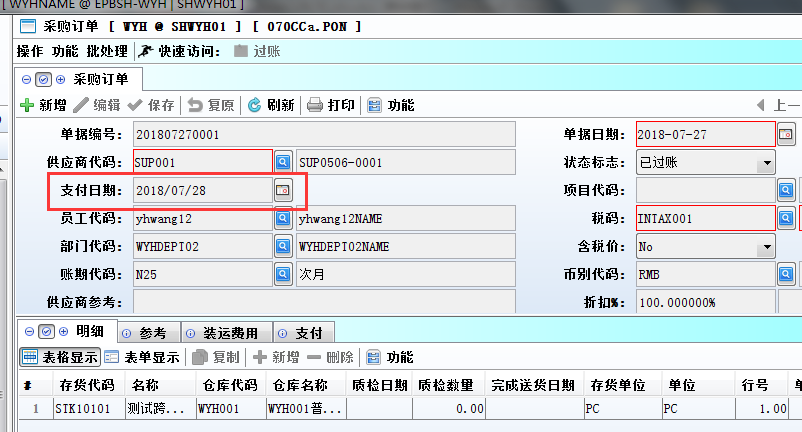 [ WYHNAME @ EPBSH-WYH | SHWYH01 ]
采购订单 [ WYH @ SHWYH01 ] [ 070CCa.PON ]
操作 功能 批处理 快速访问: 过账
采购订单
新增 编辑 保存 复原 刷新 打印 功能 上一
单据编号: 201807270001 单据日期: 2018-07-27
供应商代码: SUP001 SUP0506-0001 状态标志: 已过账
支付日期: 2018/07/28 项目代码:
员工代码: yhwang12 yhwang12NAME 税码: INTAX001
部门代码: WYHDEPT02 WYHDEPT02NAME 含税价: No
账期代码: N25 次月 币别代码: RMB
供应商参考: 折扣%: 100.000000%
明细 参考 装运费用 支付
表格显示 表单显示 复制 新增 删除 功能
# 存货代码 名称 仓库代码 仓库名称 质检日期 质检数量 完成送货日期 存货单位 单位 行号
1 STK10101 测试跨... WYH001 WYH001普... 0.00 PC PC 1.00